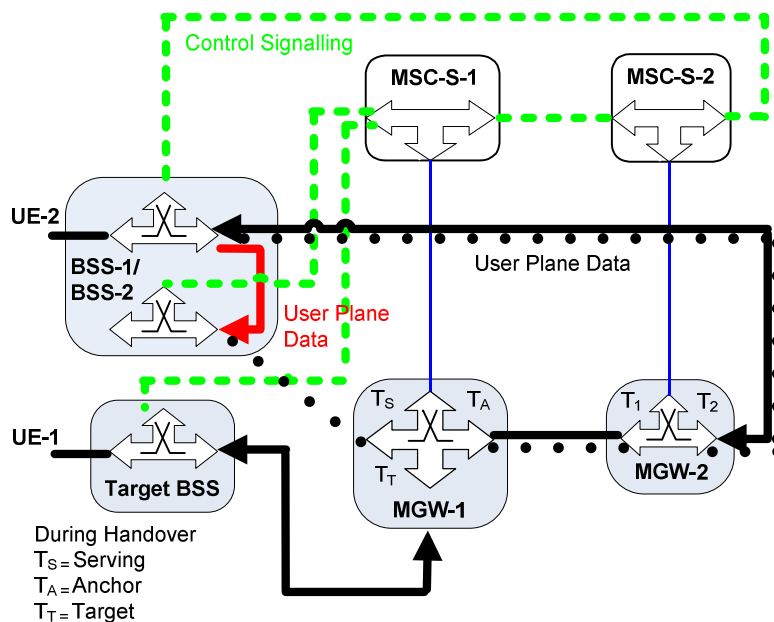 Control Signalling
MSC-S-1
MSC-S-2
UE-2
BSS-1/
BSS-2
User Plane Data
User Plane
Data
TS
TA
T1
T2
UE-1
TT
MGW-2
Target BSS
MGW-1
During Handover
TS = Serving
TA = Anchor
TT = Target